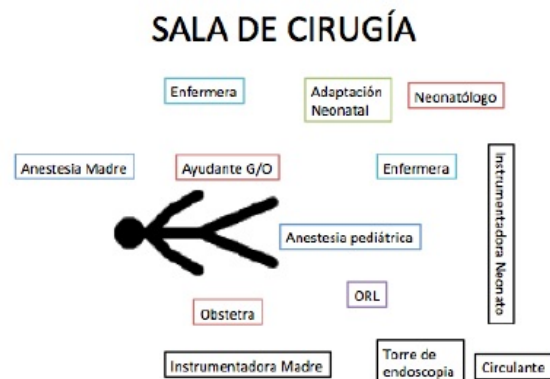 SALA DE CIRUGÍA
Enfermera
Adaptación
Neonatal
Neonatólogo
Anestesia Madre
Ayudante G/O
Enfermera
Instrumentadora Neonato
Anestesia pediátrica
ORL
Obstetra
Instrumentadora Madre
Torre de
endoscopia
Circulante